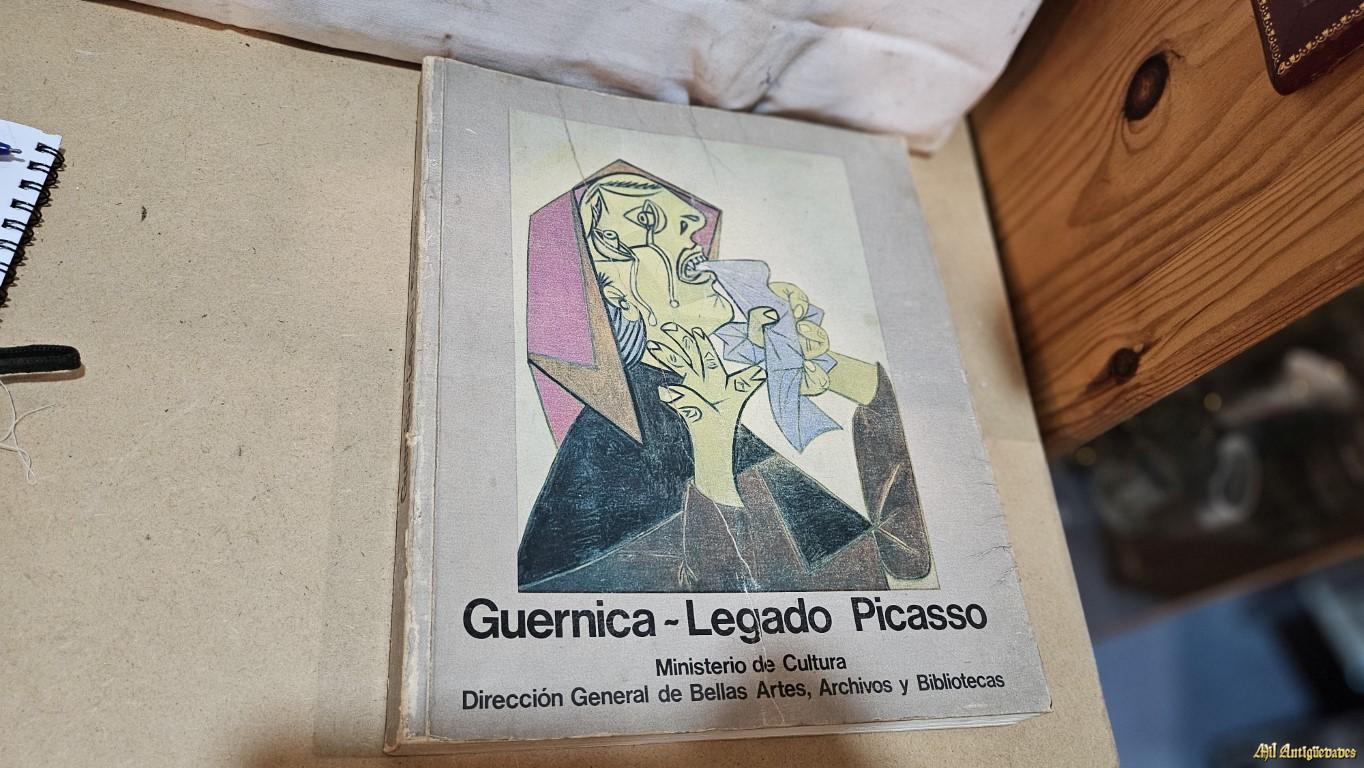 Guernica ~ Legado Picasso
Ministerio de Cultura
Dirección General de Bellas Artes, Archivos y Bibliotecas
Mil Antigüedades